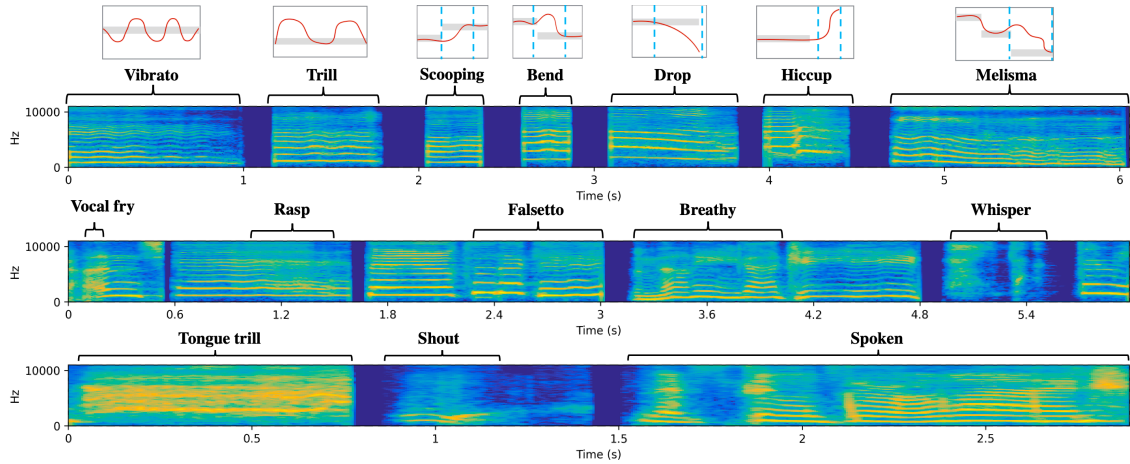 Vibrato Trill Scooping Bend Drop Hiccup Melisma
10000
Hz
0
0 1 2 3 4 5 6
Time (s)
Vocal fry Rasp Falsetto Breathy Whisper
10000
Hz
0
0 0.6 1.2 1.8 2.4 3 3.6 4.2 4.8 5.4
Time (s)
Tongue trill Shout Spoken
10000
Hz
0
0 0.5 1 1.5 2 2.5
Time (s)